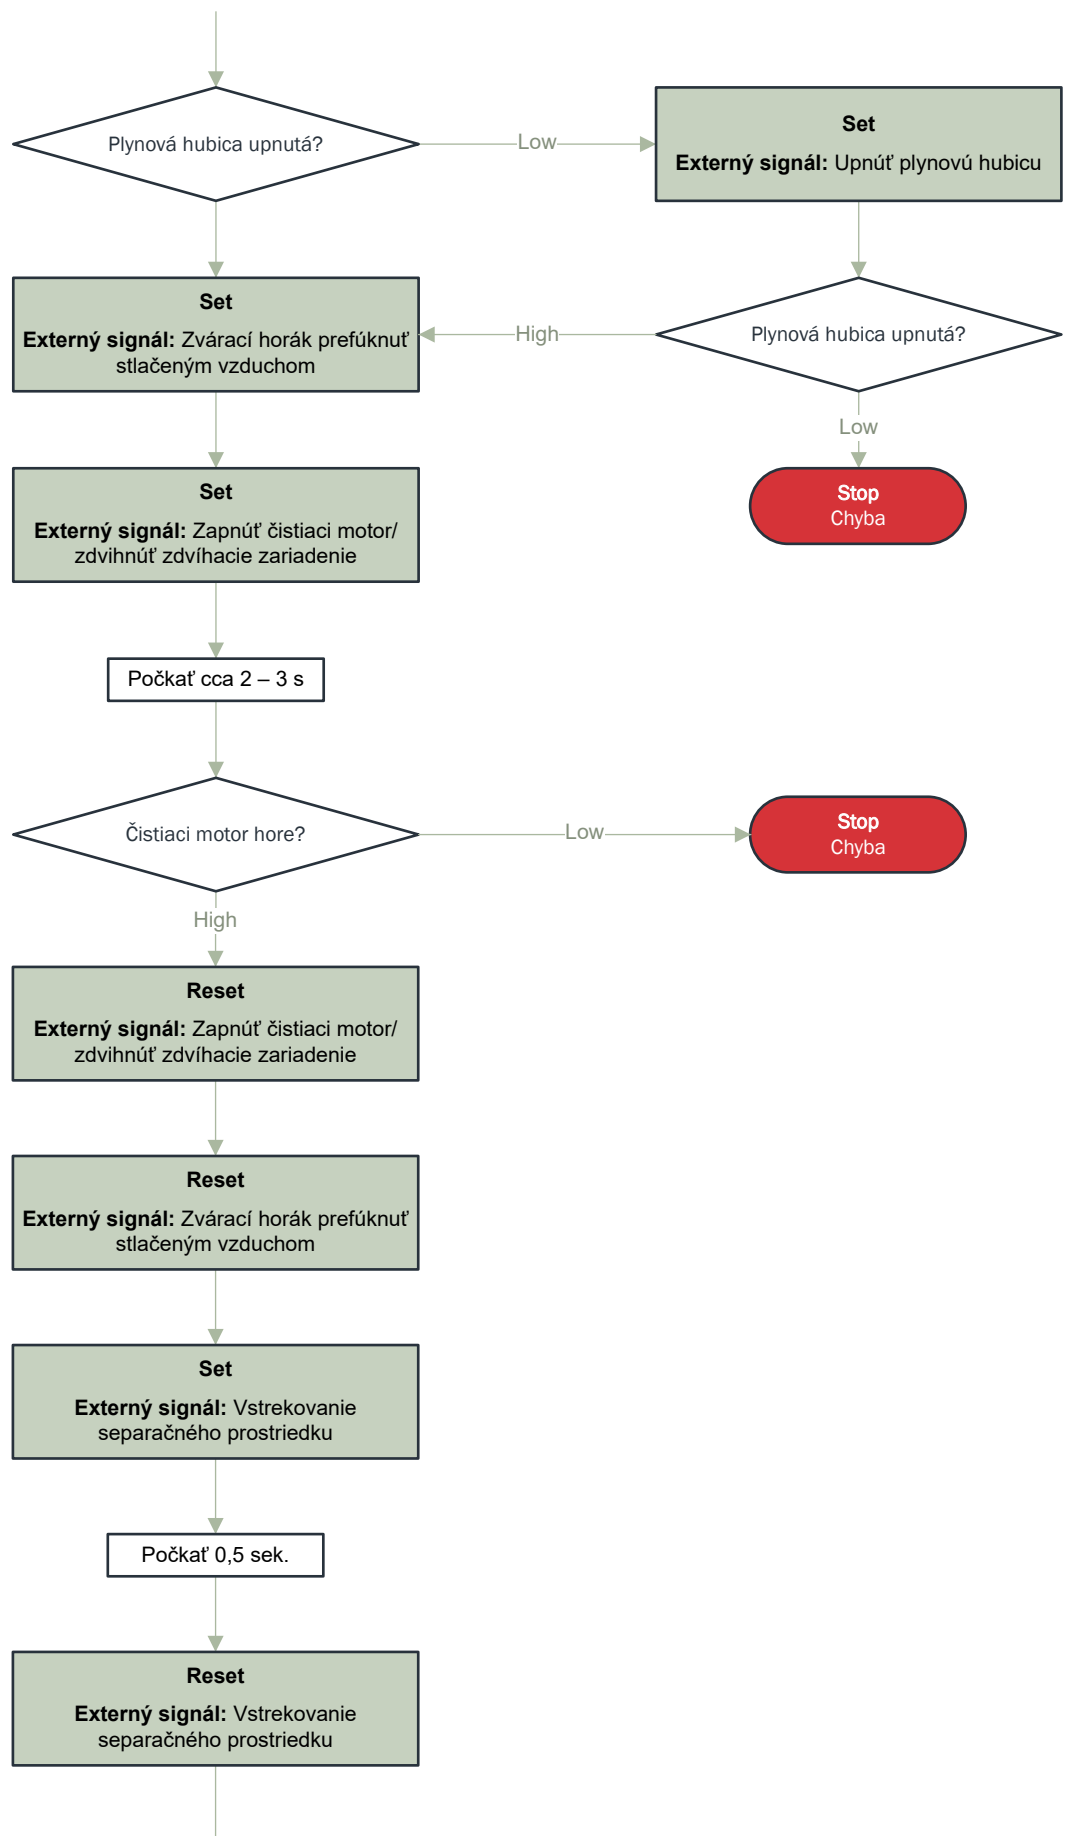 Plynová hubica upnutá?
Low
Set
Externý signál: Upnúť plynovú hubicu
Set
Externý signál: Zvárací horák prefúknuť
stlačeným vzduchom
High
Plynová hubica upnutá?
Low
Stop
Chyba
Set
Externý signál: Zapnúť čistiaci motor/
zdvihnúť zdvíhacie zariadenie
Počkať cca 2 – 3 s
Čistiaci motor hore?
Low
Stop
Chyba
High
Reset
Externý signál: Zapnúť čistiaci motor/
zdvihnúť zdvíhacie zariadenie
Reset
Externý signál: Zvárací horák prefúknuť
stlačeným vzduchom
Set
Externý signál: Vstrekovanie
separačného prostriedku
Počkať 0,5 sek.
Reset
Externý signál: Vstrekovanie
separačného prostriedku